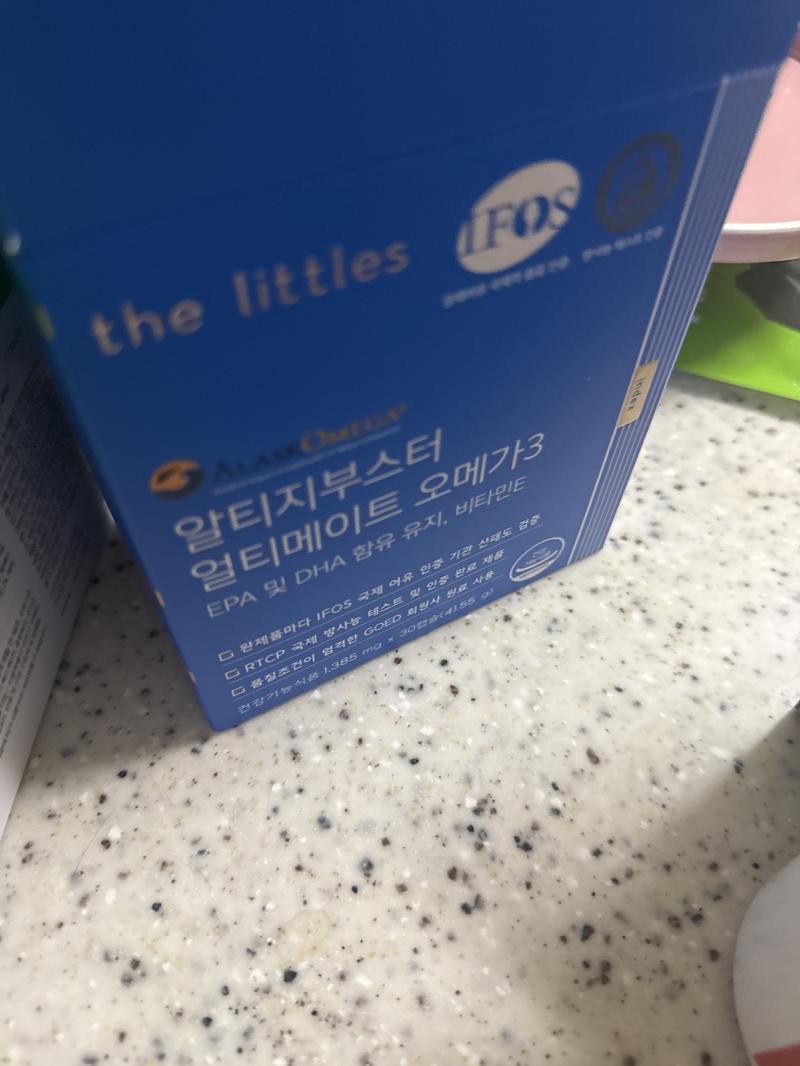 the littles
IFOS
index
ALASKOMEGA
알티지부스터
얼티메이트 오메가3
EPA 및 DHA 함유 유지, 비타민E
완제품마다 IFOS 국제 어유 인증 기관 산패도 검증
RTCP 국제 방사능 테스트 및 인증 완료 제품
품질조건이 엄격한 GOED 회원사 원료 사용
건강기능식품 1,385 mg × 30캡슐(41.55 g)